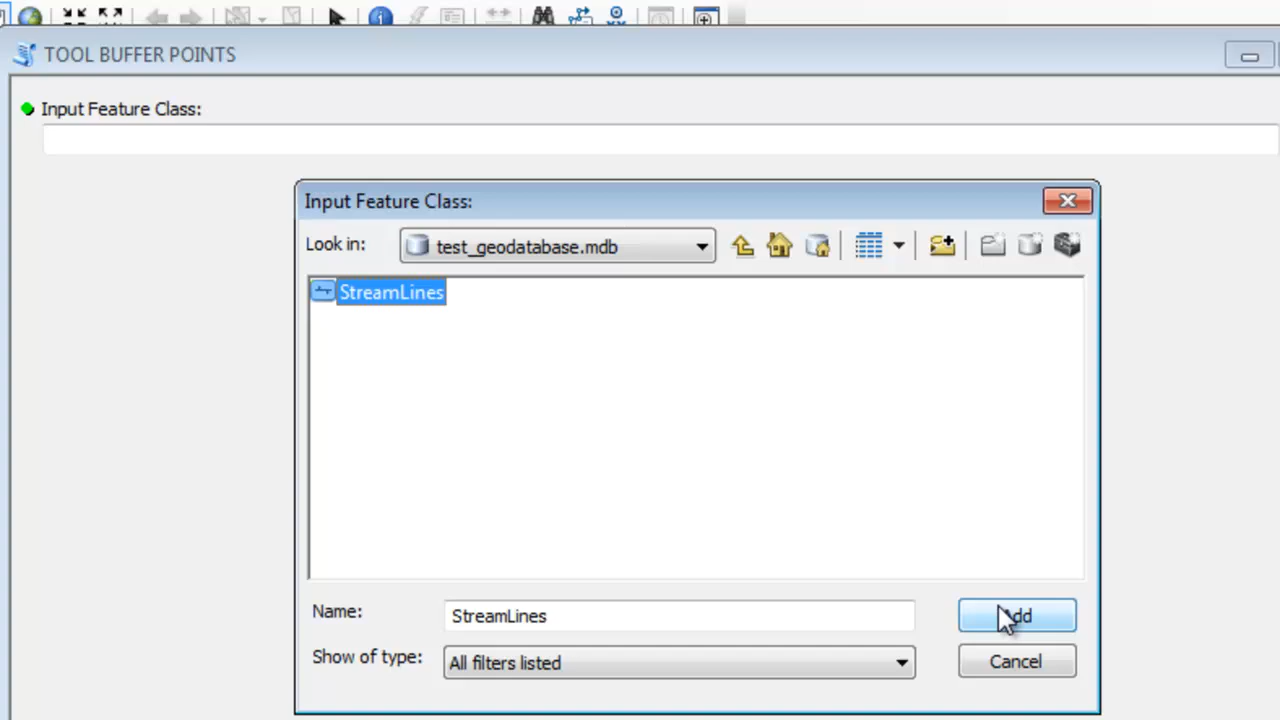 TOOL BUFFER POINTS
Input Feature Class:
Input Feature Class:
Look in: test_geodatabase.mdb
StreamLines
Name: StreamLines
Show of type: All filters listed
Cancel